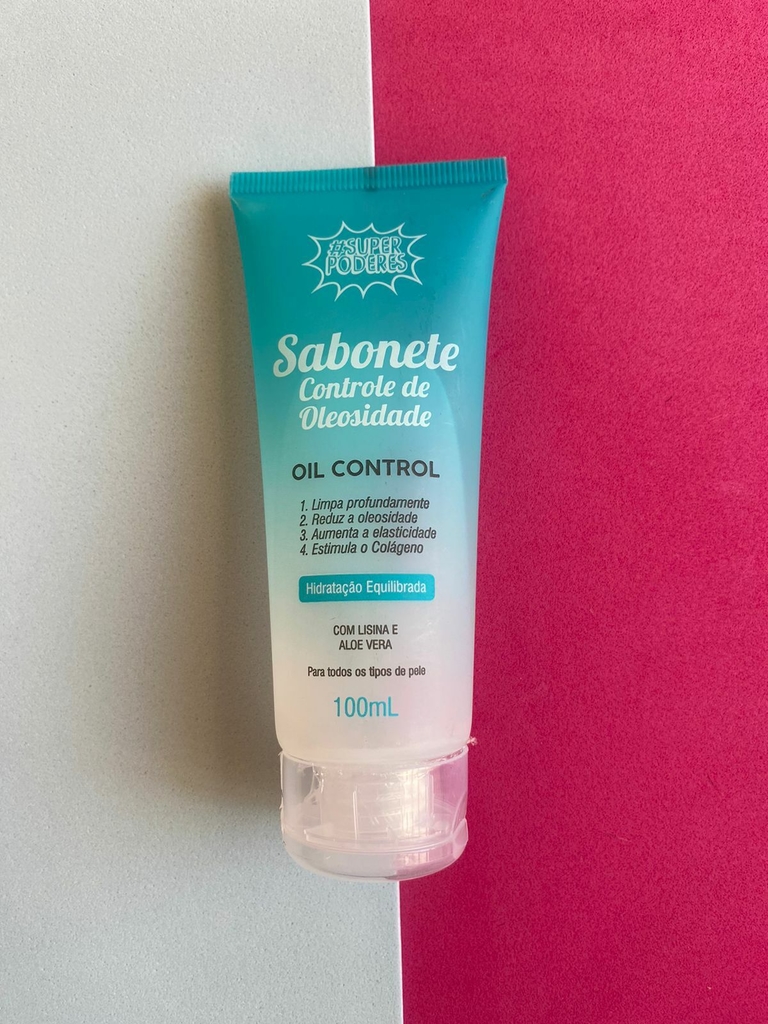 #SUPER
PODERES
Sabonete
Controle de
Oleosidade
OIL CONTROL
1. Limpa profundamente
2. Reduz a oleosidade
3. Aumenta a elasticidade
4. Estimula o Colágeno
Hidratação Equilibrada
COM LISINA E
ALOE VERA
Para todos os tipos de pele
100mL